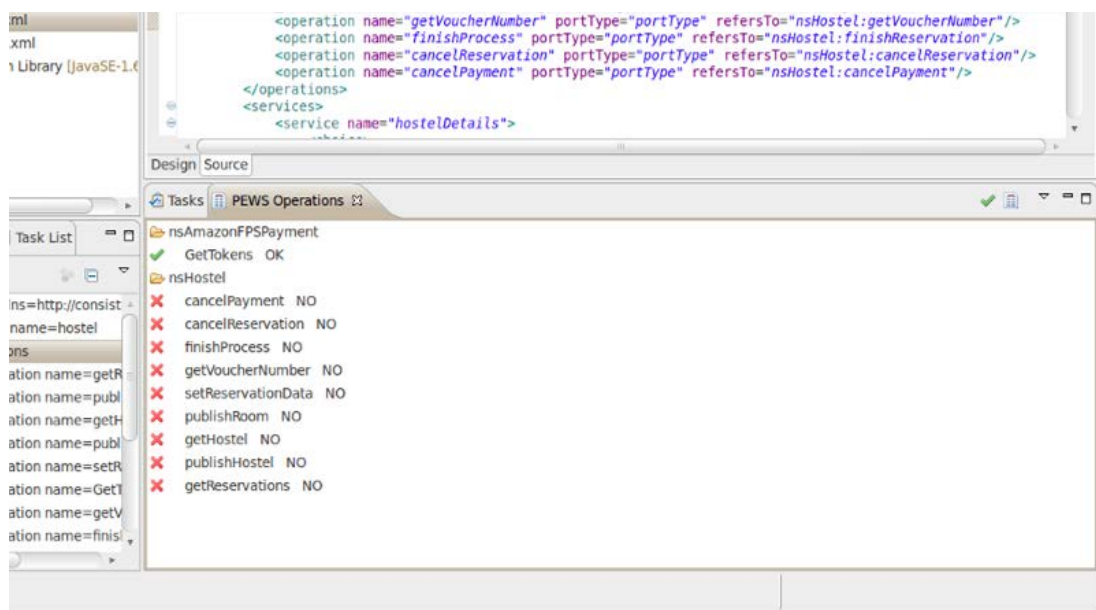 <operation name="getVoucherNumber" portType="portType" refersTo="nsHostel:getVoucherNumber"/>
xml
<operation name="finishProcess" portType="portType" refersTo="nsHostel:finishReservation"/>
.xml
<operation name="cancelReservation" portType="portType" refersTo="nsHostel:cancelReservation"/>
n Library [JavaSE-1.6
<operation name="cancelPayment" portType="portType" refersTo="nsHostel:cancelPayment"/>
</operations>
<services>
<service name="hostelDetails">
Design Source
Tasks PEWS Operations
Task List
ns=http://consist
name=hostel
ons
ation name=getR
ation name=publ
ation name=getH
ation name=publ
ation name=setR
ation name=GetT
ation name=getV
ation name=finis
nsAmazonFPSPayment
GetTokens OK
nsHostel
cancelPayment NO
cancelReservation NO
finishProcess NO
getVoucherNumber NO
setReservationData NO
publishRoom NO
getHostel NO
publishHostel NO
getReservations NO